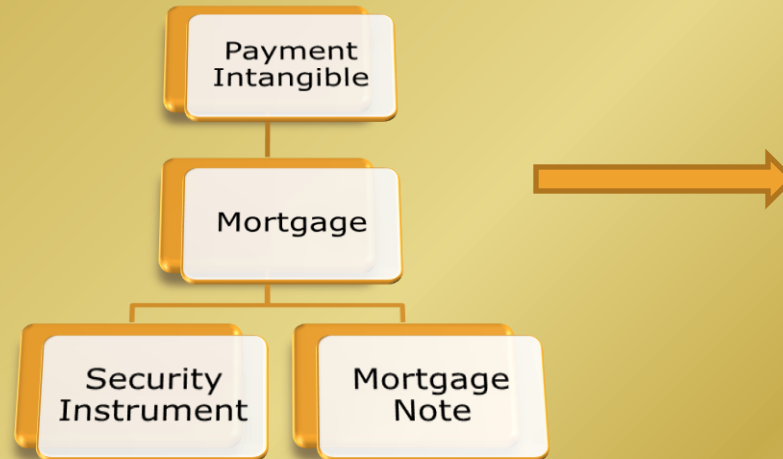 Payment
Intangible
Mortgage
Security
Instrument
Mortgage
Note